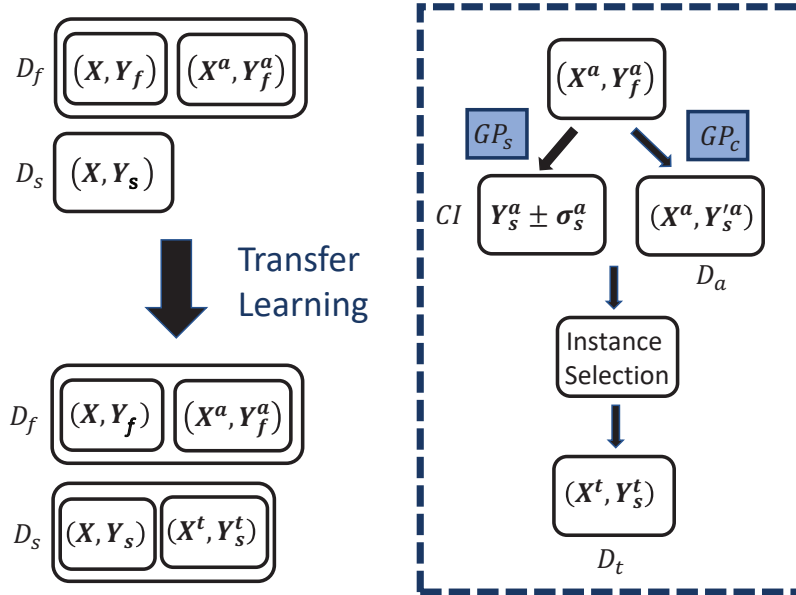 D_f (X, Y_f) (X^a, Y_f^a)
D_s (X, Y_s)
Transfer
Learning
D_f (X, Y_f) (X^a, Y_f^a)
D_s (X, Y_s) (X^t, Y_s^t)
(X^a, Y_f^a)
GP_s GP_c
CI Y_s^a ± σ_s^a (X^a, Y_s'^a)
D_a
Instance
Selection
(X^t, Y_s^t)
D_t